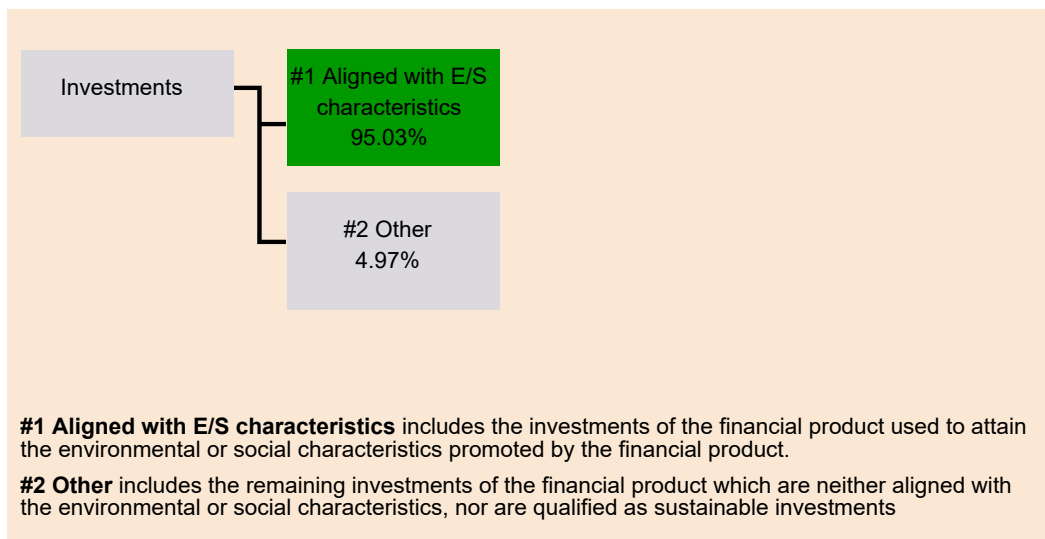 Investments
#1 Aligned with E/S
characteristics
95.03%
#2 Other
4.97%
#1 Aligned with E/S characteristics includes the investments of the financial product used to attain
the environmental or social characteristics promoted by the financial product.
#2 Other includes the remaining investments of the financial product which are neither aligned with
the environmental or social characteristics, nor are qualified as sustainable investments